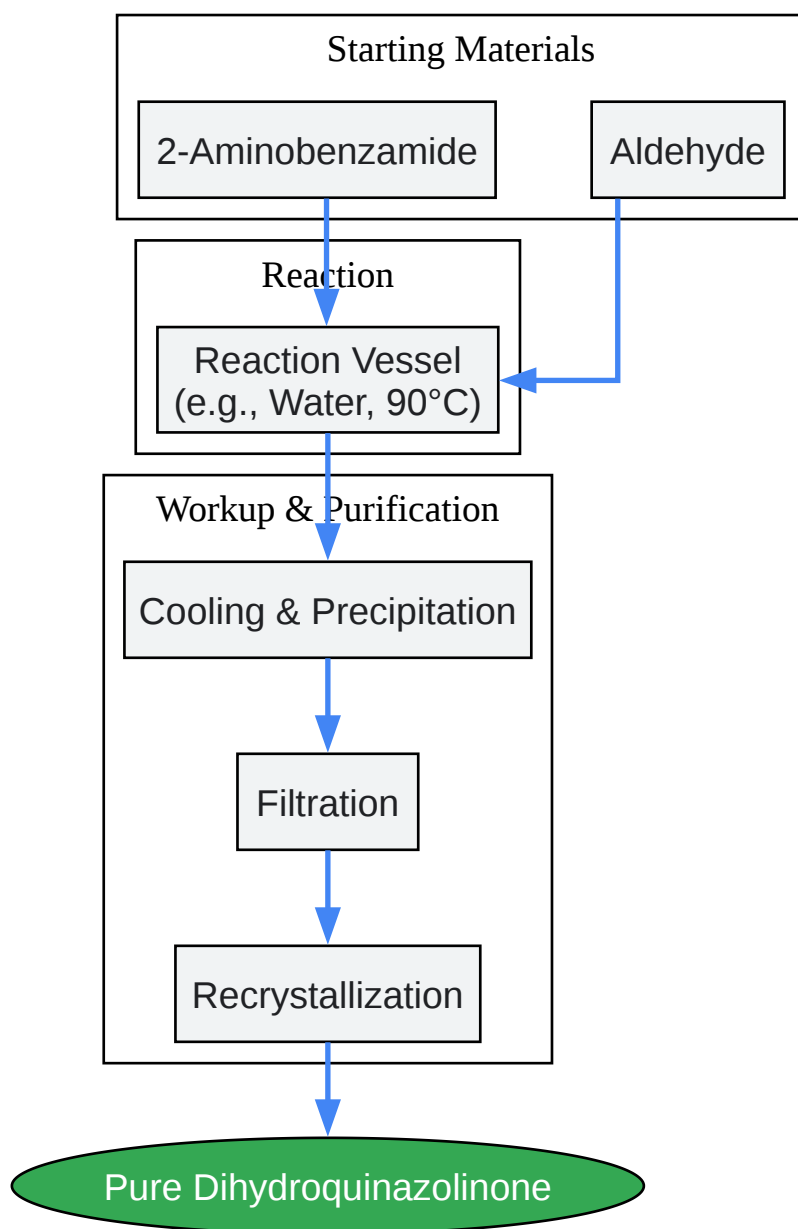 Starting Materials
2-Aminobenzamide
Aldehyde
Reaction
Reaction Vessel
(e.g., Water, 90°C)
Workup & Purification
Cooling & Precipitation
Filtration
Recrystallization
Pure Dihydroquinazolinone